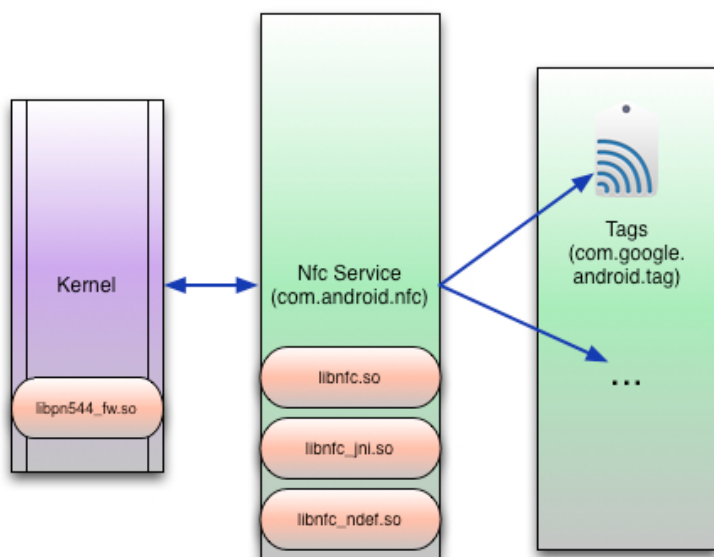 Kernel
libpn544_fw.so
Nfc Service
(com.android.nfc)
libnfc.so
libnfc_jni.so
libnfc_ndef.so
Tags
(com.google.
android.tag)
...